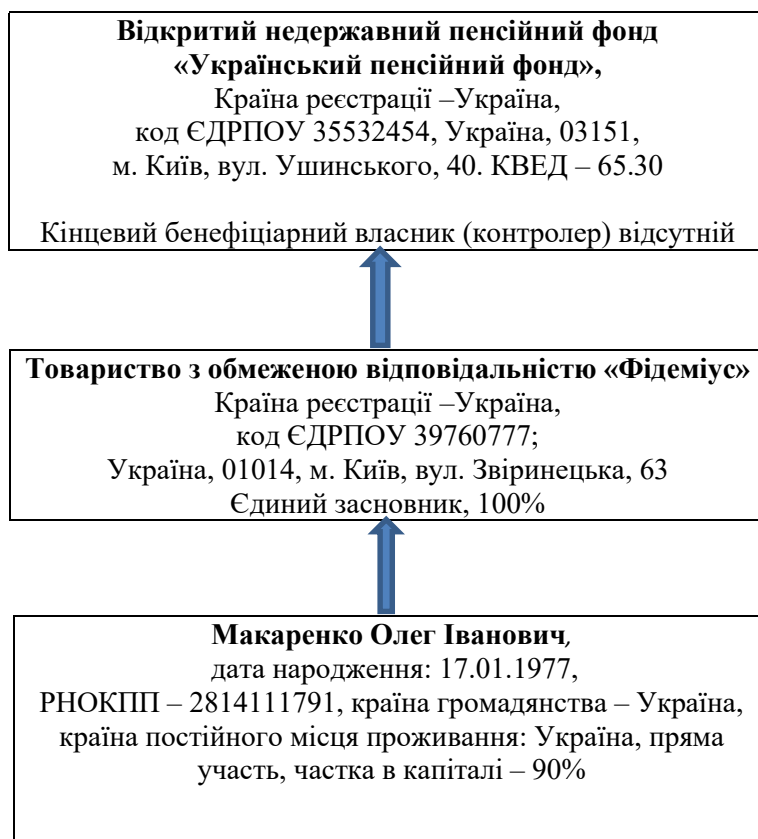 Відкритий недержавний пенсійний фонд
«Український пенсійний фонд»,
Країна реєстрації –Україна,
код ЄДРПОУ 35532454, Україна, 03151,
м. Київ, вул. Ушинського, 40. КВЕД – 65.30
Кінцевий бенефіціарний власник (контролер) відсутній
Товариство з обмеженою відповідальністю «Фідеміус»
Країна реєстрації –Україна,
код ЄДРПОУ 39760777;
Україна, 01014, м. Київ, вул. Звіринецька, 63
Єдиний засновник, 100%
Макаренко Олег Іванович,
дата народження: 17.01.1977,
РНОКПП – 2814111791, країна громадянства – Україна,
країна постійного місця проживання: Україна, пряма
участь, частка в капіталі – 90%